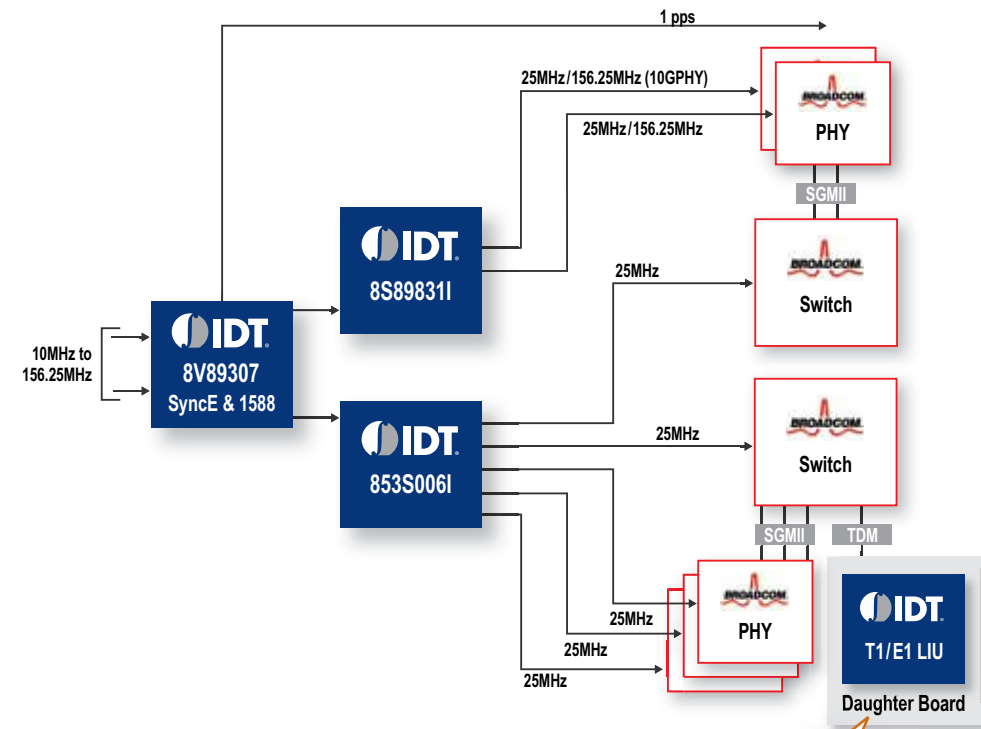 1 pps
25MHz/156.25MHz (10GPHY)
BROADCOM.
PHY
25MHz/156.25MHz
SGMII
IDT.
8S89831I
25MHz
BROADCOM.
Switch
10MHz to
156.25MHz
IDT.
8V89307
SyncE & 1588
IDT.
853S006I
25MHz
BROADCOM.
Switch
SGMII
TDM
BROADCOM.
PHY
25MHz
25MHz
25MHz
IDT.
T1/E1 LIU
Daughter Board